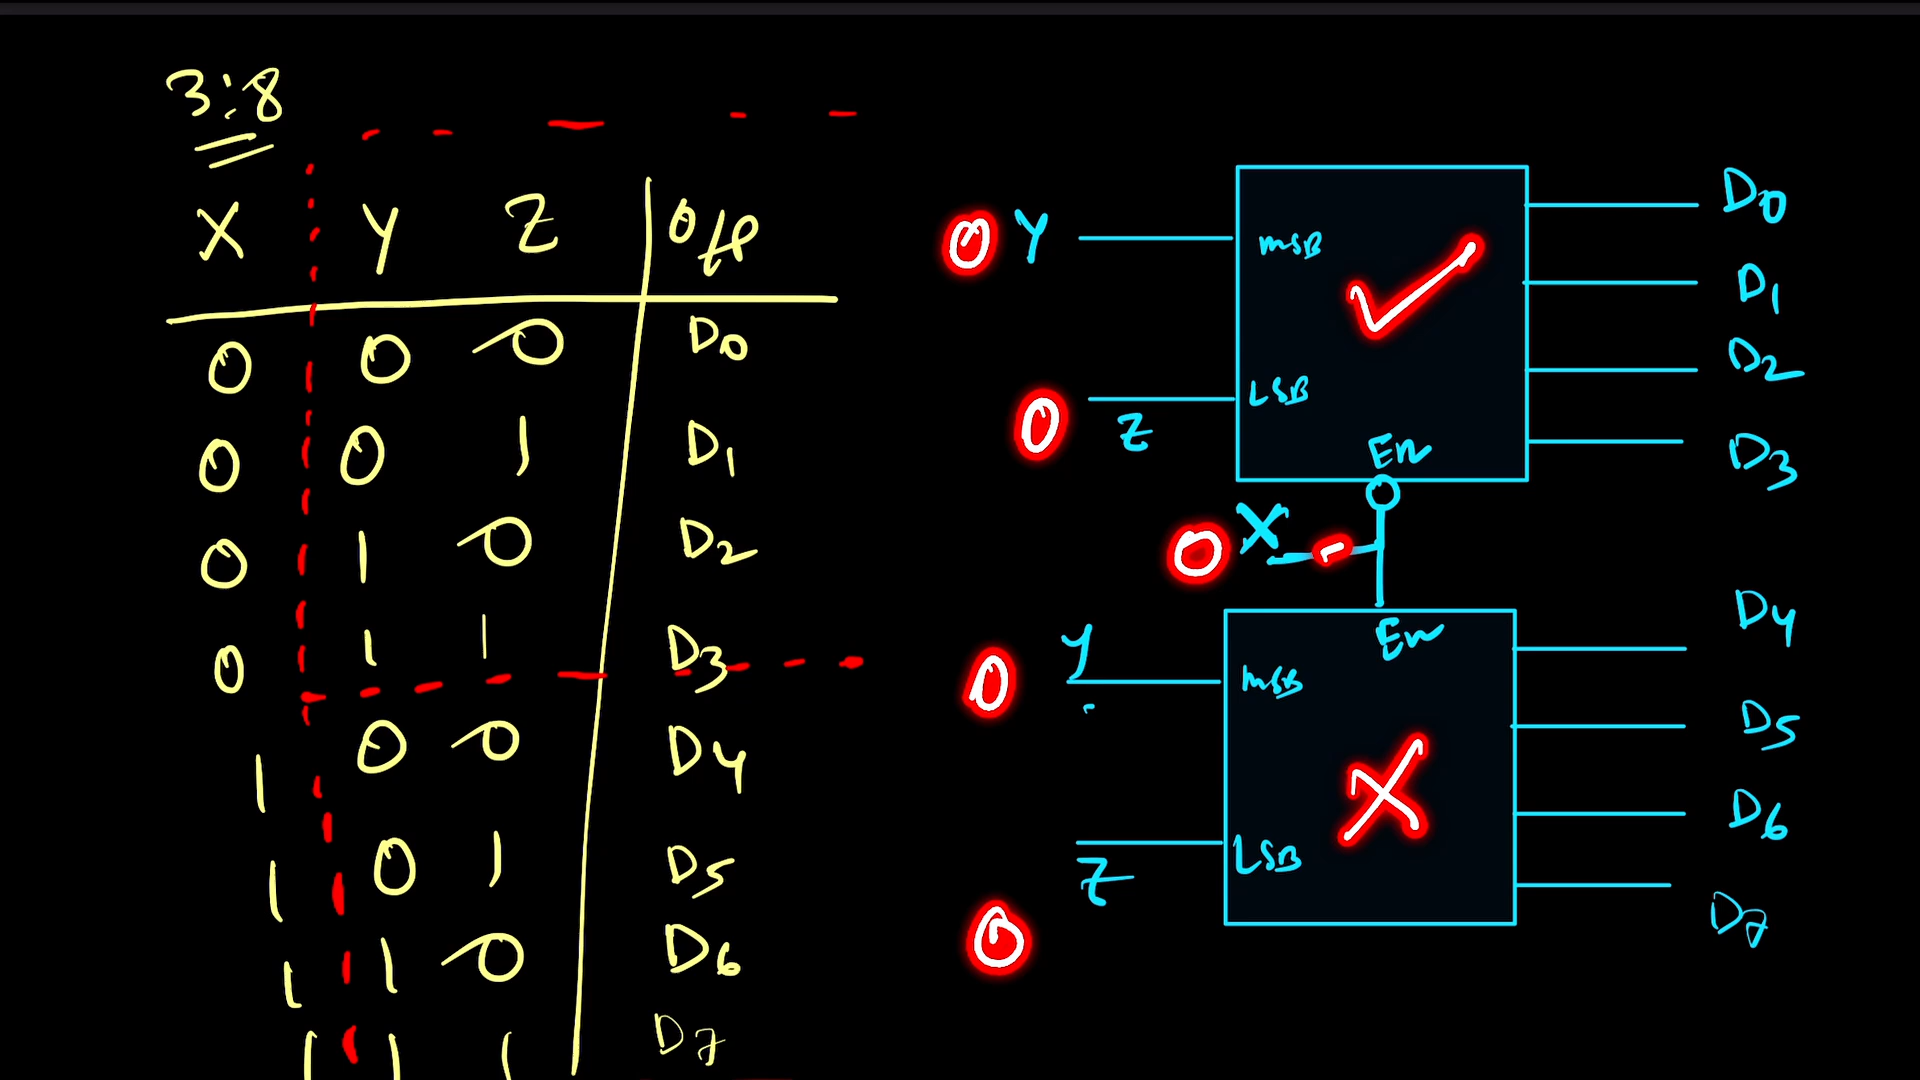 3:8
X Y Z O/P
0 0 0 D0
0 0 1 D1
0 1 0 D2
0 1 1 D3
1 0 0 D4
1 0 1 D5
1 1 0 D6
1 1 1 D7
0 Y MSB D0
D1
D2
0 Z LSB D3
En
0 X
En
0 Y MSB D4
D5
D6
Z LSB D7
0